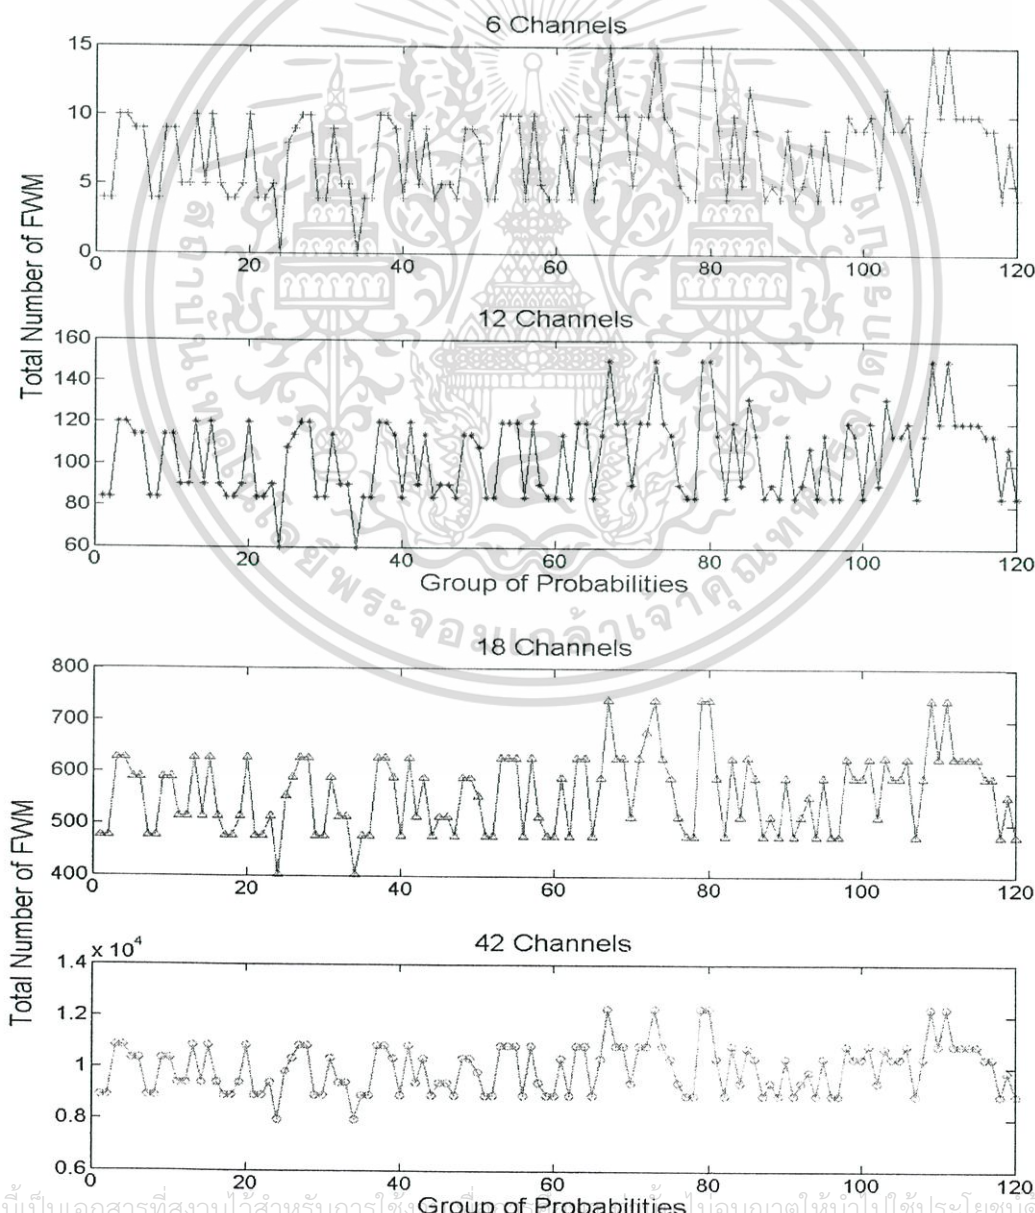 6 Channels
15
10
5
0
0 20 40 60 80 100 120
Total Number of FWM
12 Channels
160
140
120
100
80
60
0 20 40 60 80 100 120
Group of Probabilities
18 Channels
800
700
600
500
400
0 20 40 60 80 100 120
Total Number of FWM
42 Channels
x 10⁴
1.4
1.2
1
0.8
0.6
0 20 40 60 80 100 120
Group of Probabilities